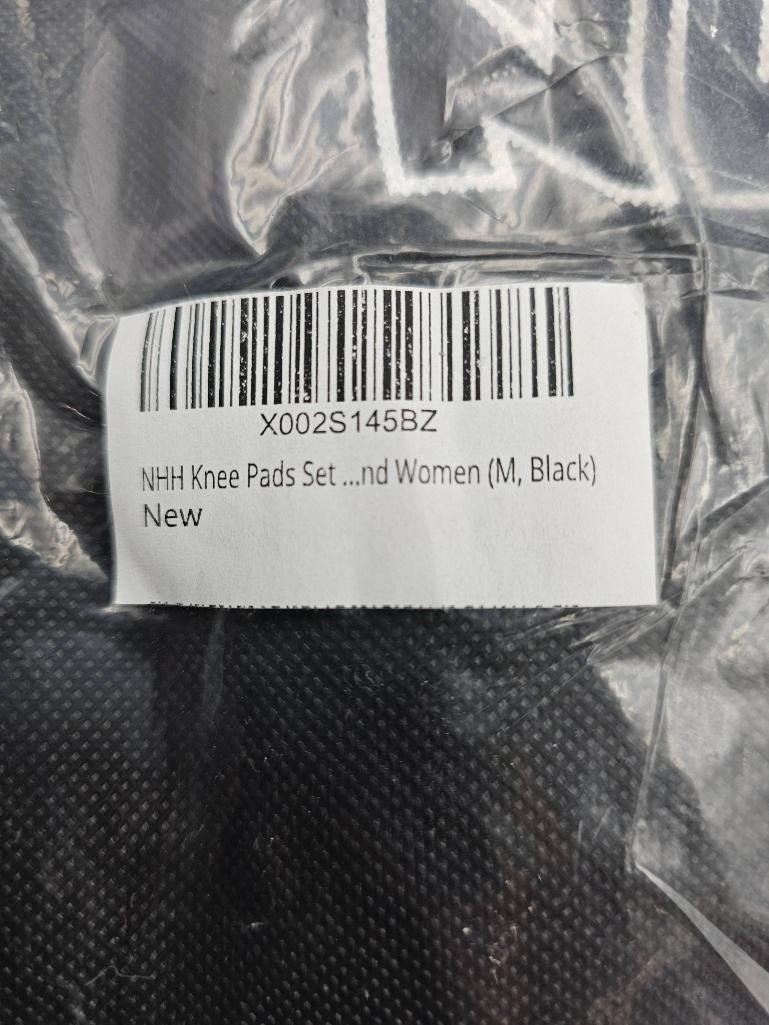 X002S145BZ
NHH Knee Pads Set ...nd Women (M, Black)
New